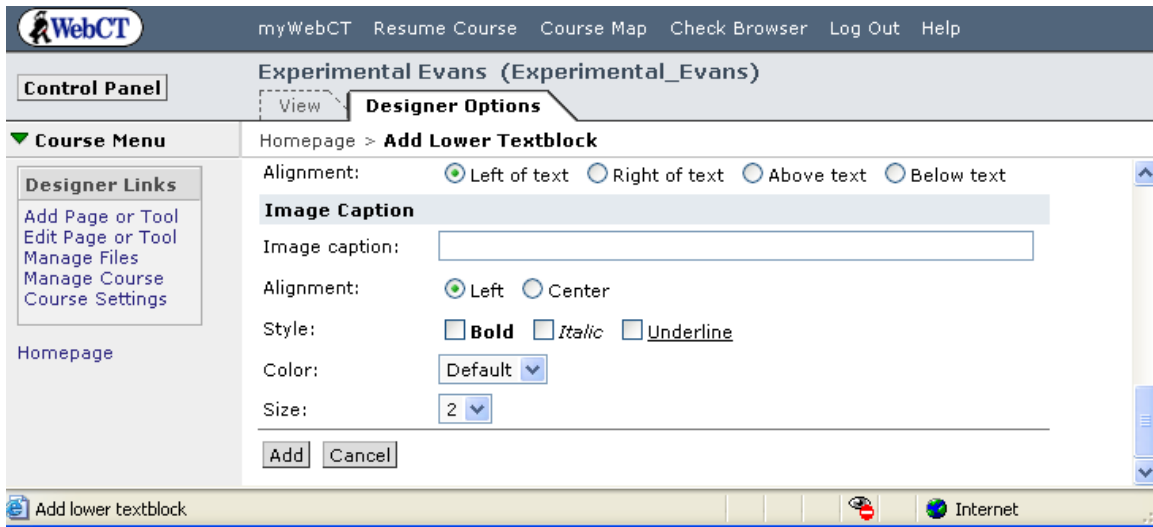 WebCT myWebCT Resume Course Course Map Check Browser Log Out Help
Control Panel
Experimental Evans (Experimental_Evans)
View Designer Options
Course Menu
Homepage > Add Lower Textblock
Designer Links
Add Page or Tool
Edit Page or Tool
Manage Files
Manage Course
Course Settings
Homepage
Alignment: Left of text Right of text Above text Below text
Image Caption
Image caption:
Alignment: Left Center
Style: Bold Italic Underline
Color: Default
Size: 2
Add Cancel
Add lower textblock Internet